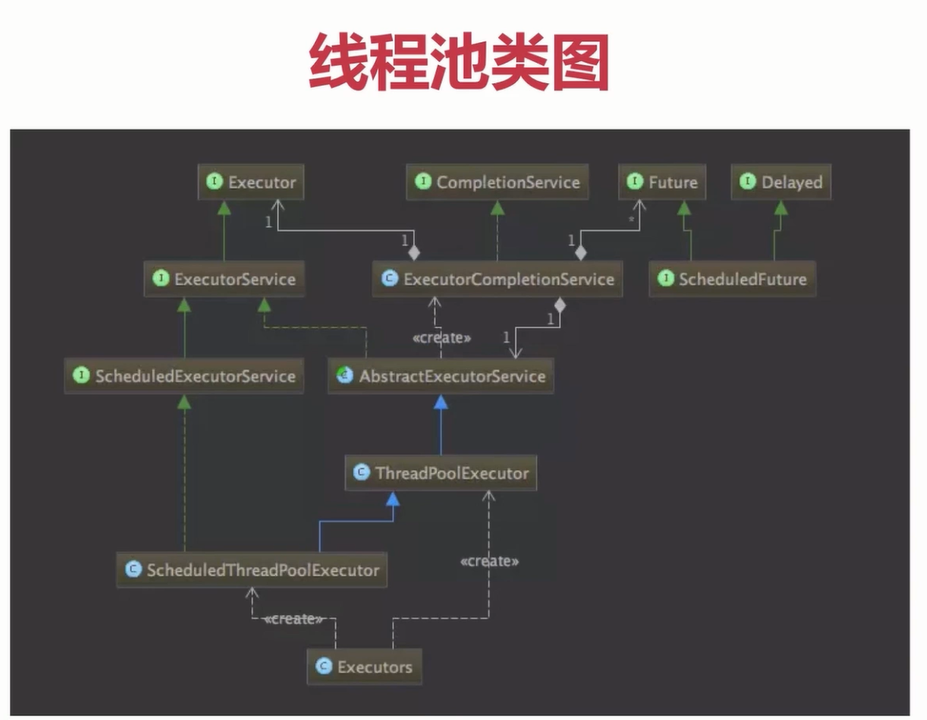 线程池类图
I Executor
I CompletionService
I Future
I Delayed
1
1
1
*
I ExecutorService
C ExecutorCompletionService
I ScheduledFuture
«create»
1
1
I ScheduledExecutorService
C AbstractExecutorService
C ThreadPoolExecutor
«create»
C ScheduledThreadPoolExecutor
«create»
C Executors